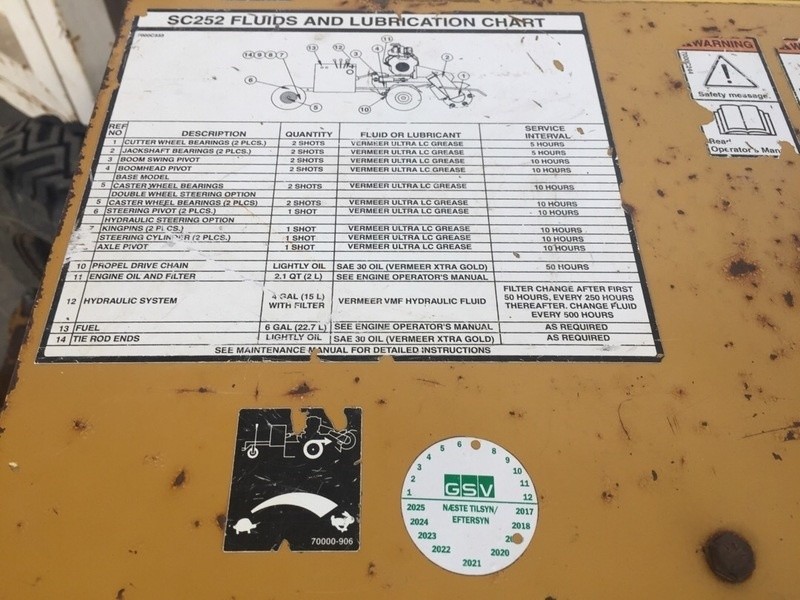 SC252 FLUIDS AND LUBRICATION CHART
14 9 8 7 13 12 3 4 11 2 1
6 5 10
REF NO DESCRIPTION QUANTITY FLUID OR LUBRICANT SERVICE INTERVAL
1 CUTTER WHEEL BEARINGS (2 PLCS.) 2 SHOTS VERMEER ULTRA LC GREASE 5 HOURS
2 JACKSHAFT BEARINGS (2 PLCS.) 2 SHOTS VERMEER ULTRA LC GREASE 5 HOURS
3 BOOM SWING PIVOT 2 SHOTS VERMEER ULTRA LC GREASE 10 HOURS
4 BOOMHEAD PIVOT 2 SHOTS VERMEER ULTRA LC GREASE 10 HOURS
BASE MODEL
5 CASTER WHEEL BEARINGS 2 SHOTS VERMEER ULTRA LC GREASE 10 HOURS
DOUBLE WHEEL STEERING OPTION
5 CASTER WHEEL BEARINGS (2 PLCS) 2 SHOTS VERMEER ULTRA LC GREASE 10 HOURS
6 STEERING PIVOT (2 PLCS.) 1 SHOT VERMEER ULTRA LC GREASE 10 HOURS
HYDRAULIC STEERING OPTION
7 KINGPINS (2 PLCS.) 1 SHOT VERMEER ULTRA LC GREASE 10 HOURS
STEERING CYLINDER (2 PLCS.) 1 SHOT VERMEER ULTRA LC GREASE 10 HOURS
AXLE PIVOT 1 SHOT VERMEER ULTRA LC GREASE 10 HOURS
10 PROPEL DRIVE CHAIN LIGHTLY OIL SAE 30 OIL (VERMEER XTRA GOLD) 50 HOURS
11 ENGINE OIL AND FILTER 2.1 QT (2 L) SEE ENGINE OPERATOR'S MANUAL
12 HYDRAULIC SYSTEM 4 GAL (15 L) WITH FILTER VERMEER VMF HYDRAULIC FLUID FILTER CHANGE AFTER FIRST 50 HOURS, EVERY 250 HOURS THEREAFTER. CHANGE FLUID EVERY 500 HOURS
13 FUEL 6 GAL (22.7 L) SEE ENGINE OPERATOR'S MANUAL AS REQUIRED
14 TIE ROD ENDS LIGHTLY OIL SAE 30 OIL (VERMEER XTRA GOLD) AS REQUIRED
SEE MAINTENANCE MANUAL FOR DETAILED INSTRUCTIONS
WARNING
Safety message
Read
Operator's Man
70000-906
1 2 3 4 5 6 8 9 10 11 12
GSV
NÆSTE TILSYN/
EFTERSYN
2025 2024 2023 2022 2021 2020 2018 2017